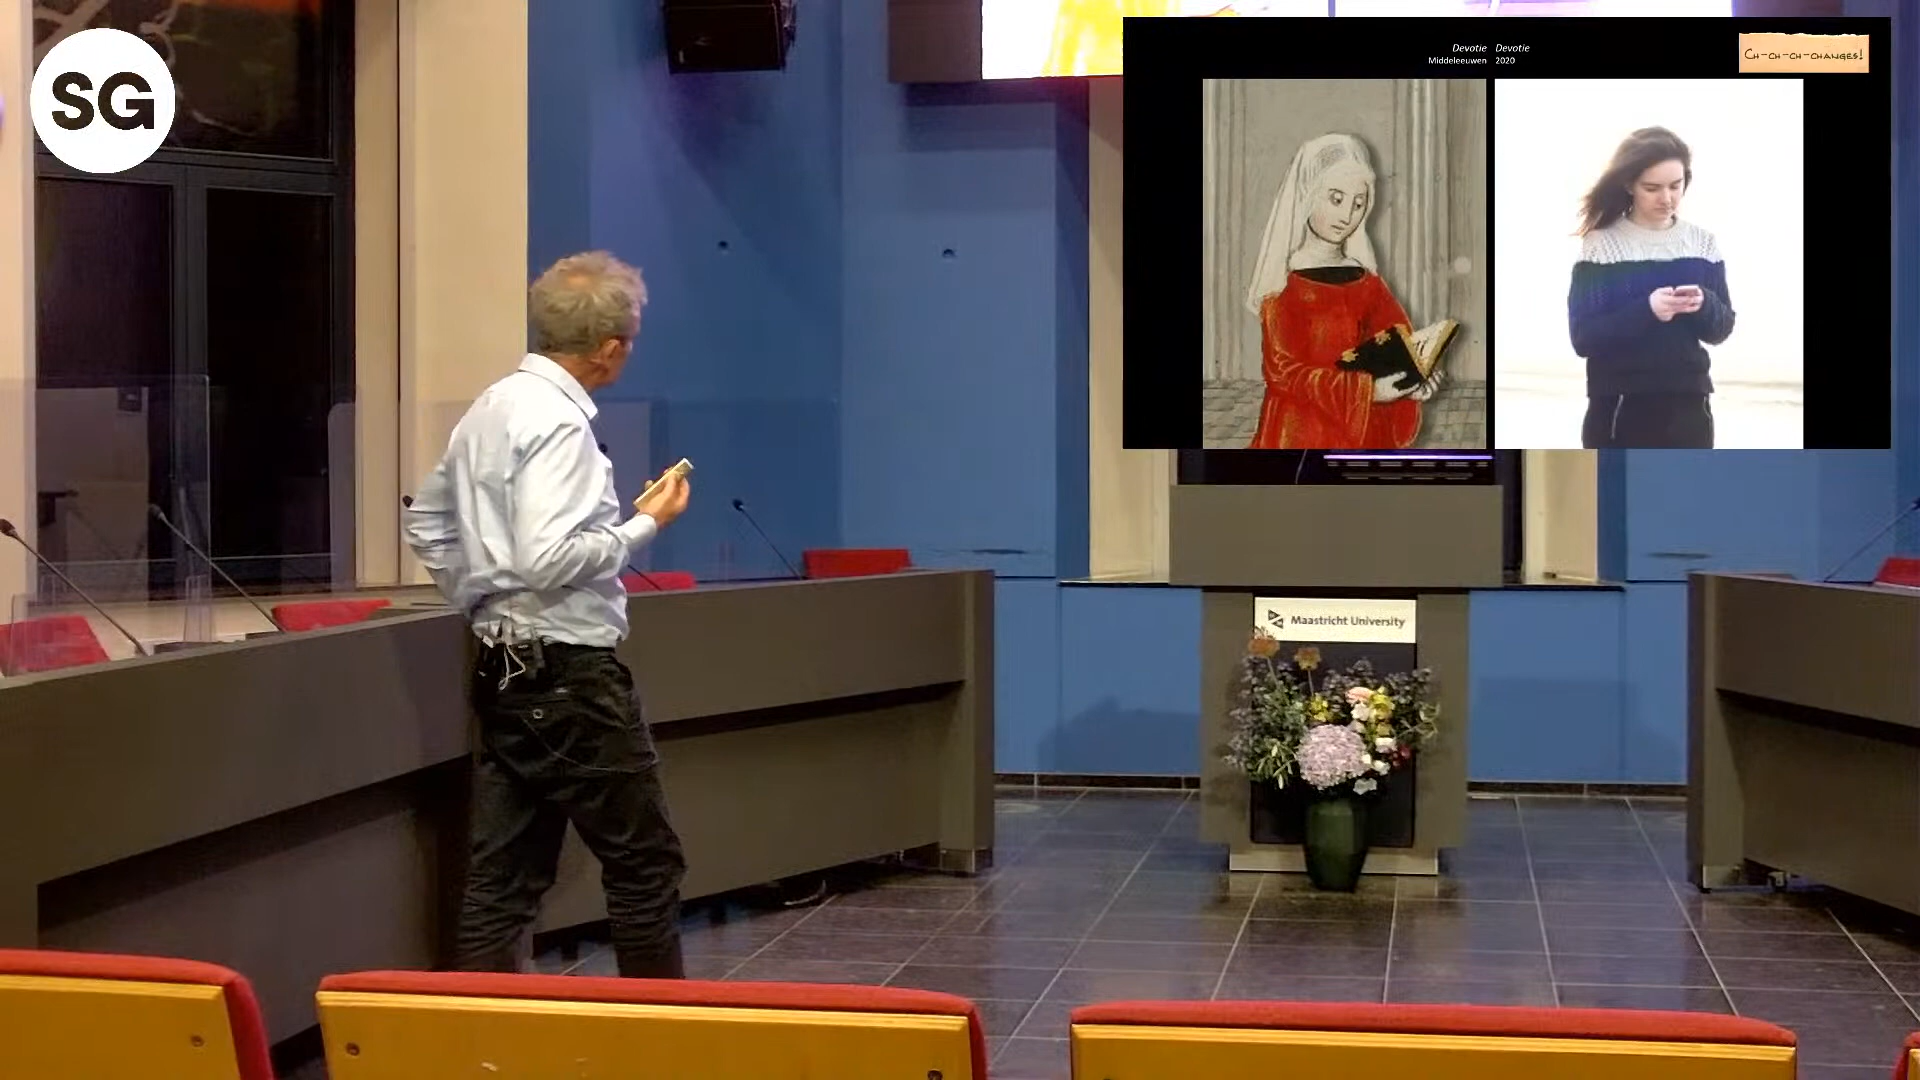 SG
Devotie Devotie
Middeleeuwen 2020
Ch-ch-ch-changes!
Maastricht University